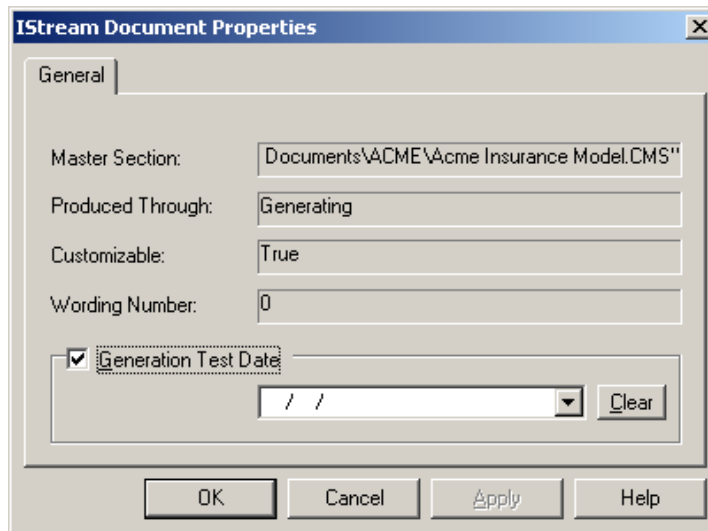 IStream Document Properties
General
Master Section: Documents\ACME\Acme Insurance Model.CMS"
Produced Through: Generating
Customizable: True
Wording Number: 0
Generation Test Date
/ /
Clear
OK Cancel Apply Help